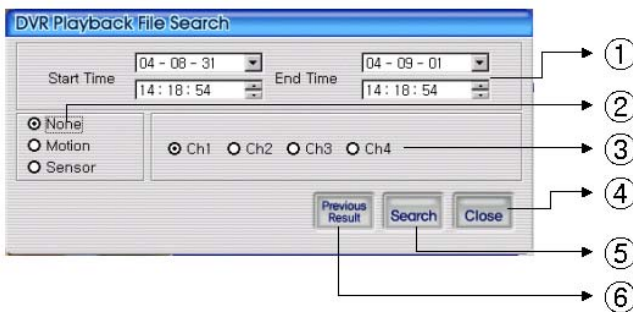 DVR Playback File Search
Start Time 04 - 08 - 31 End Time 04 - 09 - 01
14 : 18 : 54 14 : 18 : 54
①
None
②
Motion
Sensor
Ch1 Ch2 Ch3 Ch4
③
Previous Result Search Close
④
⑤
⑥